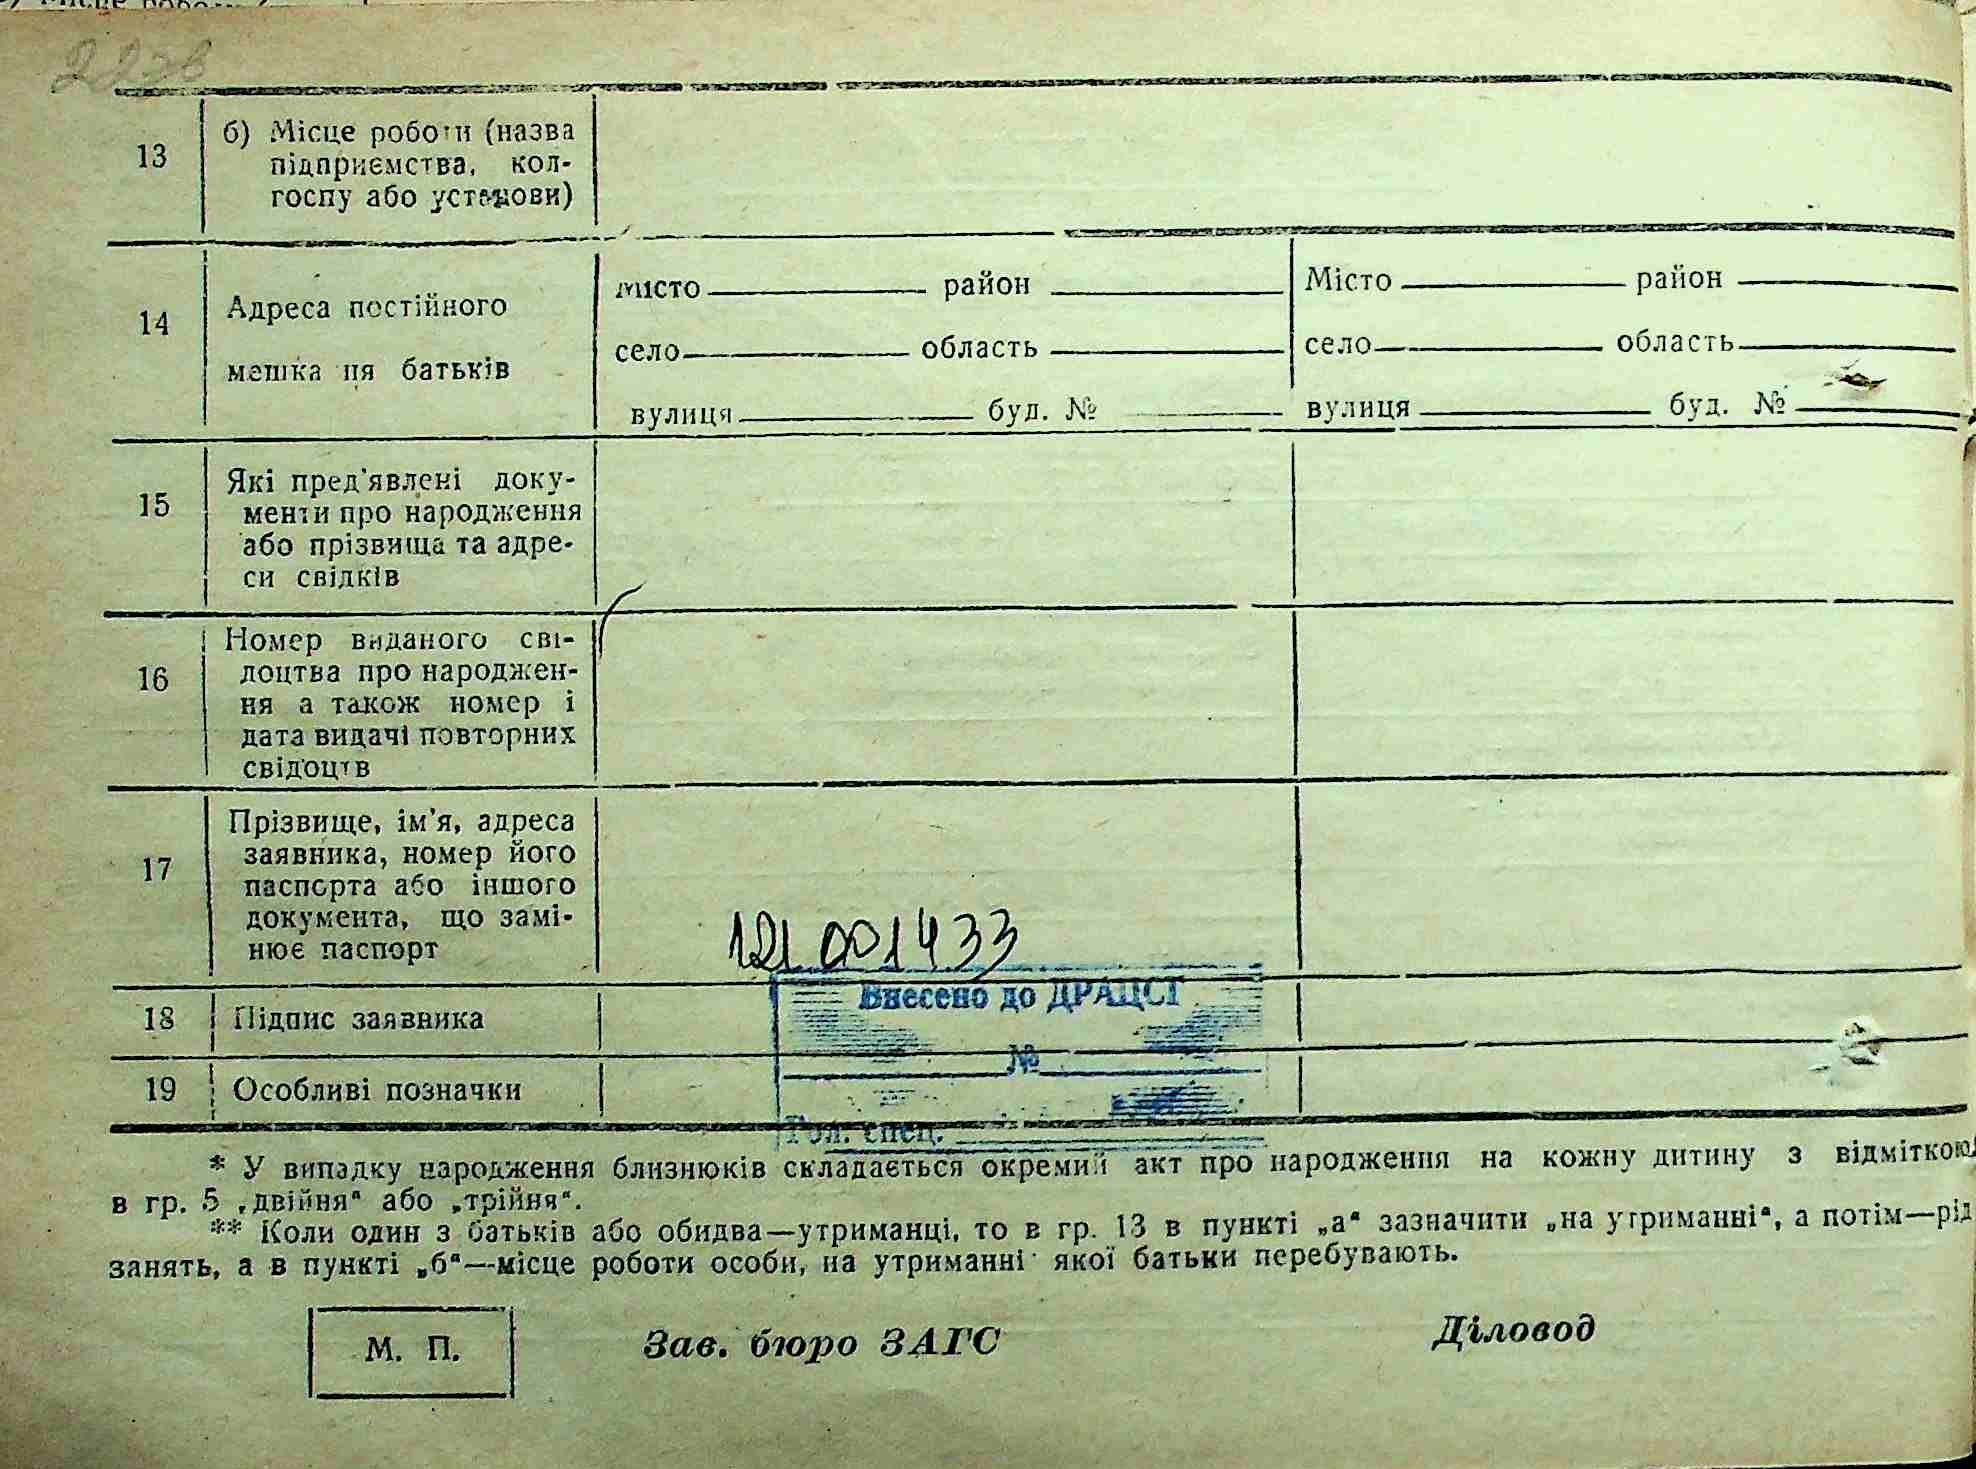 13
б) Місце роботи (назва
підприємства, кол-
госпу або установи)
14
Адреса постійного
мешка ня батьків
місто район
село область
вулиця буд. №
Місто район
село область
вулиця буд. №
15
Які пред'явлені доку-
менти про народження
або прізвища та адре-
си свідків
16
Номер виданого сві-
доцтва про народжен-
ня а також номер і
дата видачі повторних
свідоцтв
17
Прізвище, ім'я, адреса
заявника, номер його
паспорта або іншого
документа, що замі-
нює паспорт
121001433
Внесено до ДРАЦСГ
№
Гол. спец.
18
Підпис заявника
19
Особливі позначки
* У випадку народження близнюків складається окремий акт про народження на кожну дитину з відміткою
в гр. 5 „двійня“ або „трійня“.
** Коли один з батьків або обидва—утриманці, то в гр. 13 в пункті „а“ зазначити „на утриманні“, а потім—рід
занять, а в пункті „б“—місце роботи особи, на утриманні якої батьки перебувають.
М. П.
Зав. бюро ЗАГС
Діловод